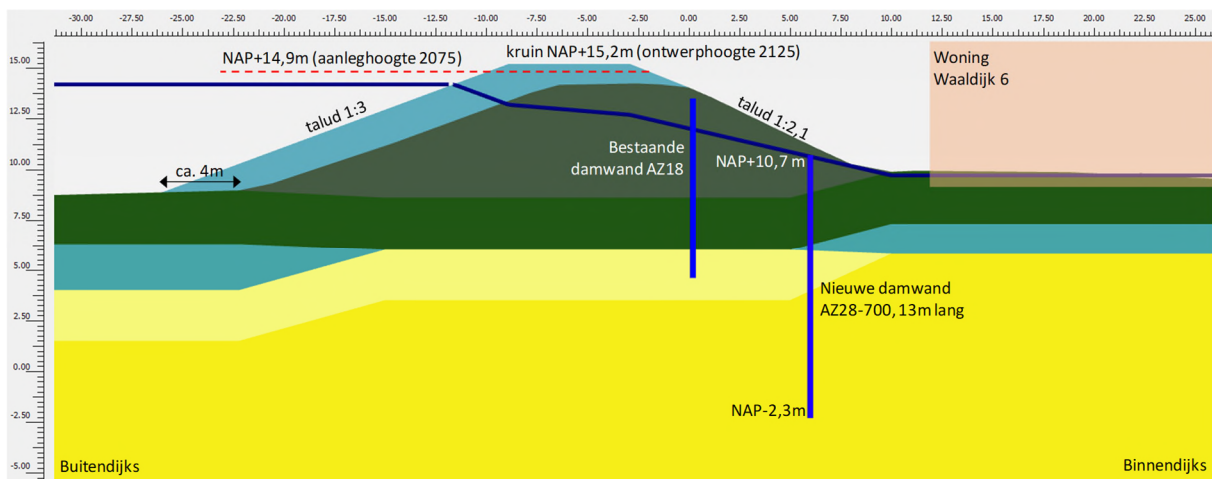 -30.00 -27.50 -25.00 -22.50 -20.00 -17.50 -15.00 -12.50 -10.00 -7.50 -5.00 -2.50 0.00 2.50 5.00 7.50 10.00 12.50 15.00 17.50 20.00 22.50 25.00
15.00
12.50
10.00
7.50
5.00
2.50
0.00
-2.50
-5.00
NAP+14,9m (aanleghoogte 2075)
kruin NAP+15,2m (ontwerphoogte 2125)
Woning
Waaldijk 6
talud 1:3
talud 1:2,1
Bestaande
damwand AZ18
NAP+10,7 m
ca. 4m
Nieuwe damwand
AZ28-700, 13m lang
NAP-2,3m
Buitendijks
Binnendijks